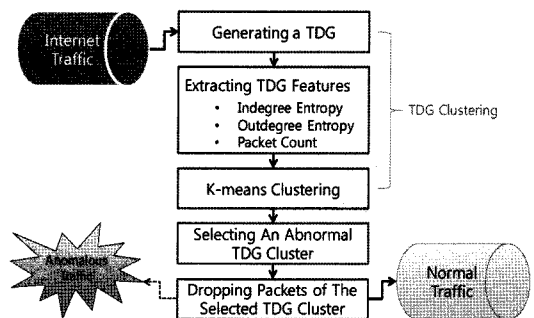 Internet
Traffic
Generating a TDG
Extracting TDG Features
• Indegree Entropy
• Outdegree Entropy
• Packet Count
TDG Clustering
K-means Clustering
Selecting An Abnormal
TDG Cluster
Anomalous
Traffic
Dropping Packets of The
Selected TDG Cluster
Normal
Traffic